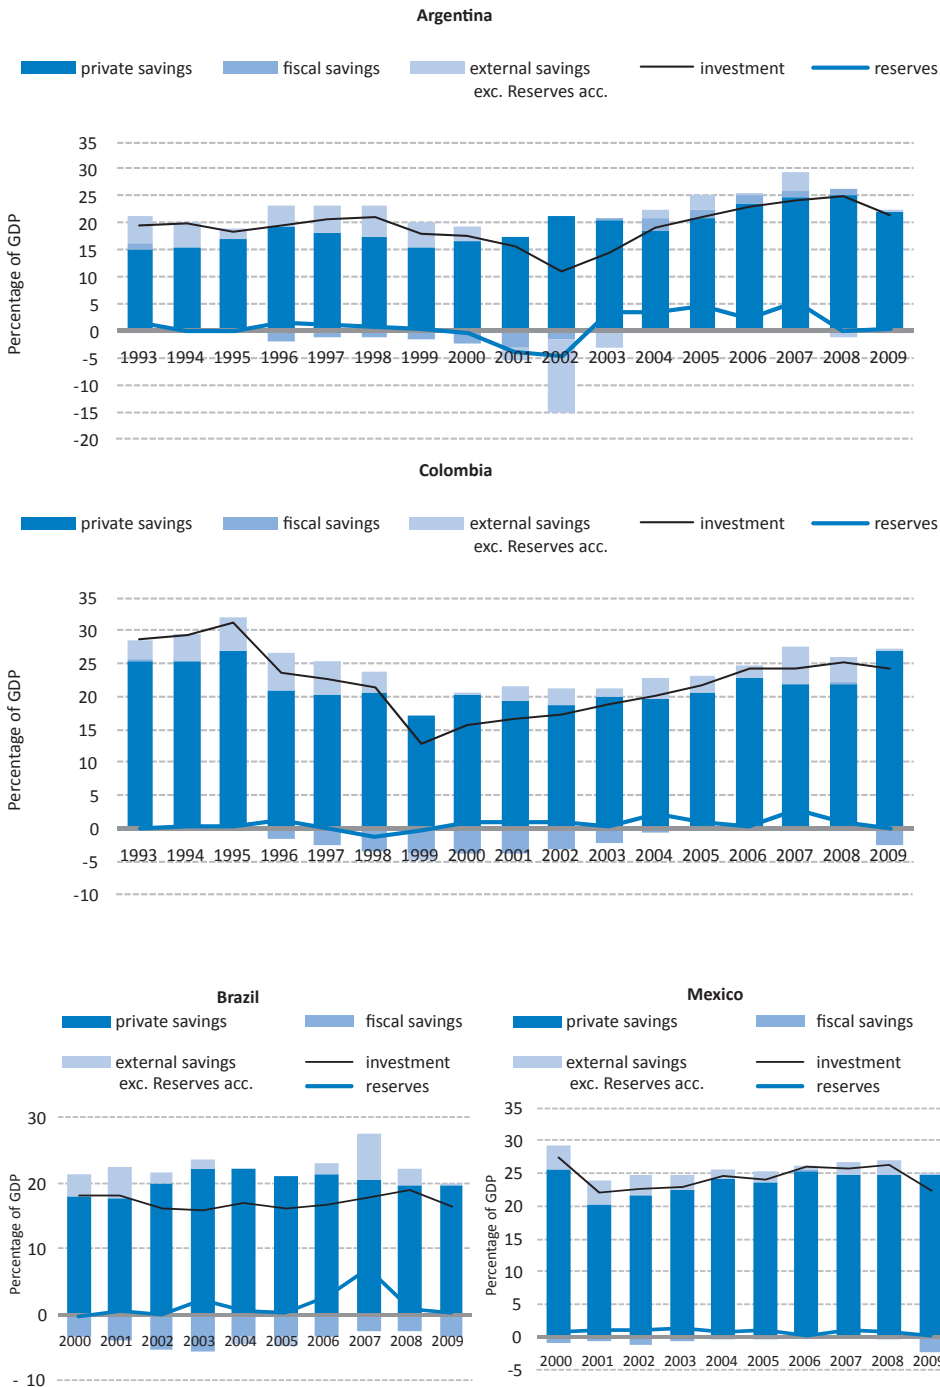 Argentina
private savings fiscal savings external savings investment reserves
exc. Reserves acc.
Percentage of GDP
35
30
25
20
15
10
5
0
-5
-10
-15
-20
1993 1994 1995 1996 1997 1998 1999 2000 2001 2002 2003 2004 2005 2006 2007 2008 2009
Colombia
private savings fiscal savings external savings investment reserves
exc. Reserves acc.
Percentage of GDP
35
30
25
20
15
10
5
0
-5
-10
1993 1994 1995 1996 1997 1998 1999 2000 2001 2002 2003 2004 2005 2006 2007 2008 2009
Brazil
private savings fiscal savings
external savings investment
exc. Reserves acc. reserves
Percentage of GDP
30
20
10
0
- 10
2000 2001 2002 2003 2004 2005 2006 2007 2008 2009
Mexico
private savings fiscal savings
external savings investment
exc. Reserves acc. reserves
Percentage of GDP
35
30
25
20
15
10
5
0
-5
2000 2001 2002 2003 2004 2005 2006 2007 2008 2009